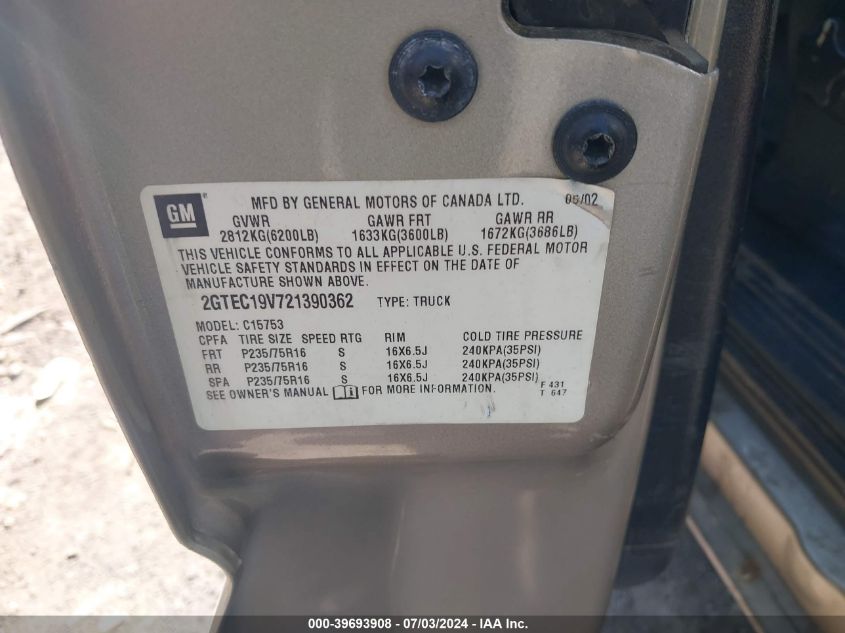 GM MFD BY GENERAL MOTORS OF CANADA LTD. 05/02
GVWR GAWR FRT GAWR RR
2812KG(6200LB) 1633KG(3600LB) 1672KG(3686LB)
THIS VEHICLE CONFORMS TO ALL APPLICABLE U.S. FEDERAL MOTOR
VEHICLE SAFETY STANDARDS IN EFFECT ON THE DATE OF
MANUFACTURE SHOWN ABOVE.
2GTEC19V721390362 TYPE: TRUCK
MODEL: C15753
CPFA TIRE SIZE SPEED RTG RIM COLD TIRE PRESSURE
FRT P235/75R16 S 16X6.5J 240KPA(35PSI)
RR P235/75R16 S 16X6.5J 240KPA(35PSI)
SPA P235/75R16 S 16X6.5J 240KPA(35PSI)
SEE OWNER'S MANUAL FOR MORE INFORMATION.
F 431
T 647
000-39693908 - 07/03/2024 - IAA Inc.